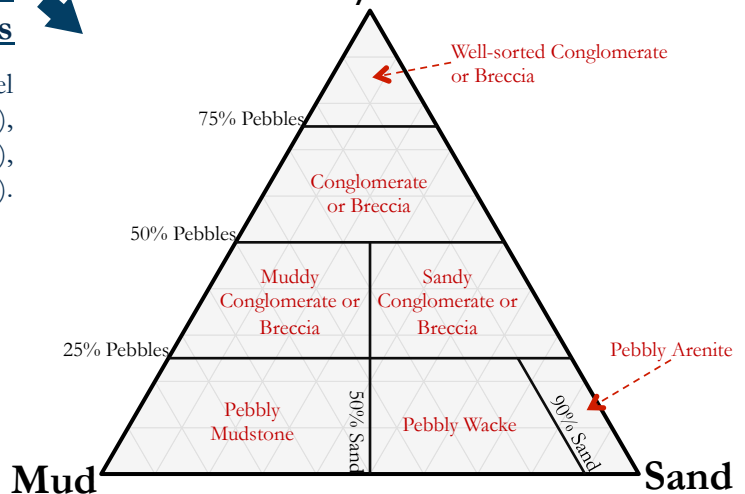 s
el
),
),
).
Well-sorted Conglomerate
or Breccia
75% Pebbles
Conglomerate
or Breccia
50% Pebbles
Muddy
Conglomerate or
Breccia
Sandy
Conglomerate or
Breccia
25% Pebbles
Pebbly Arenite
Pebbly
Mudstone
50% Sand
Pebbly Wacke
90% Sand
Mud
Sand